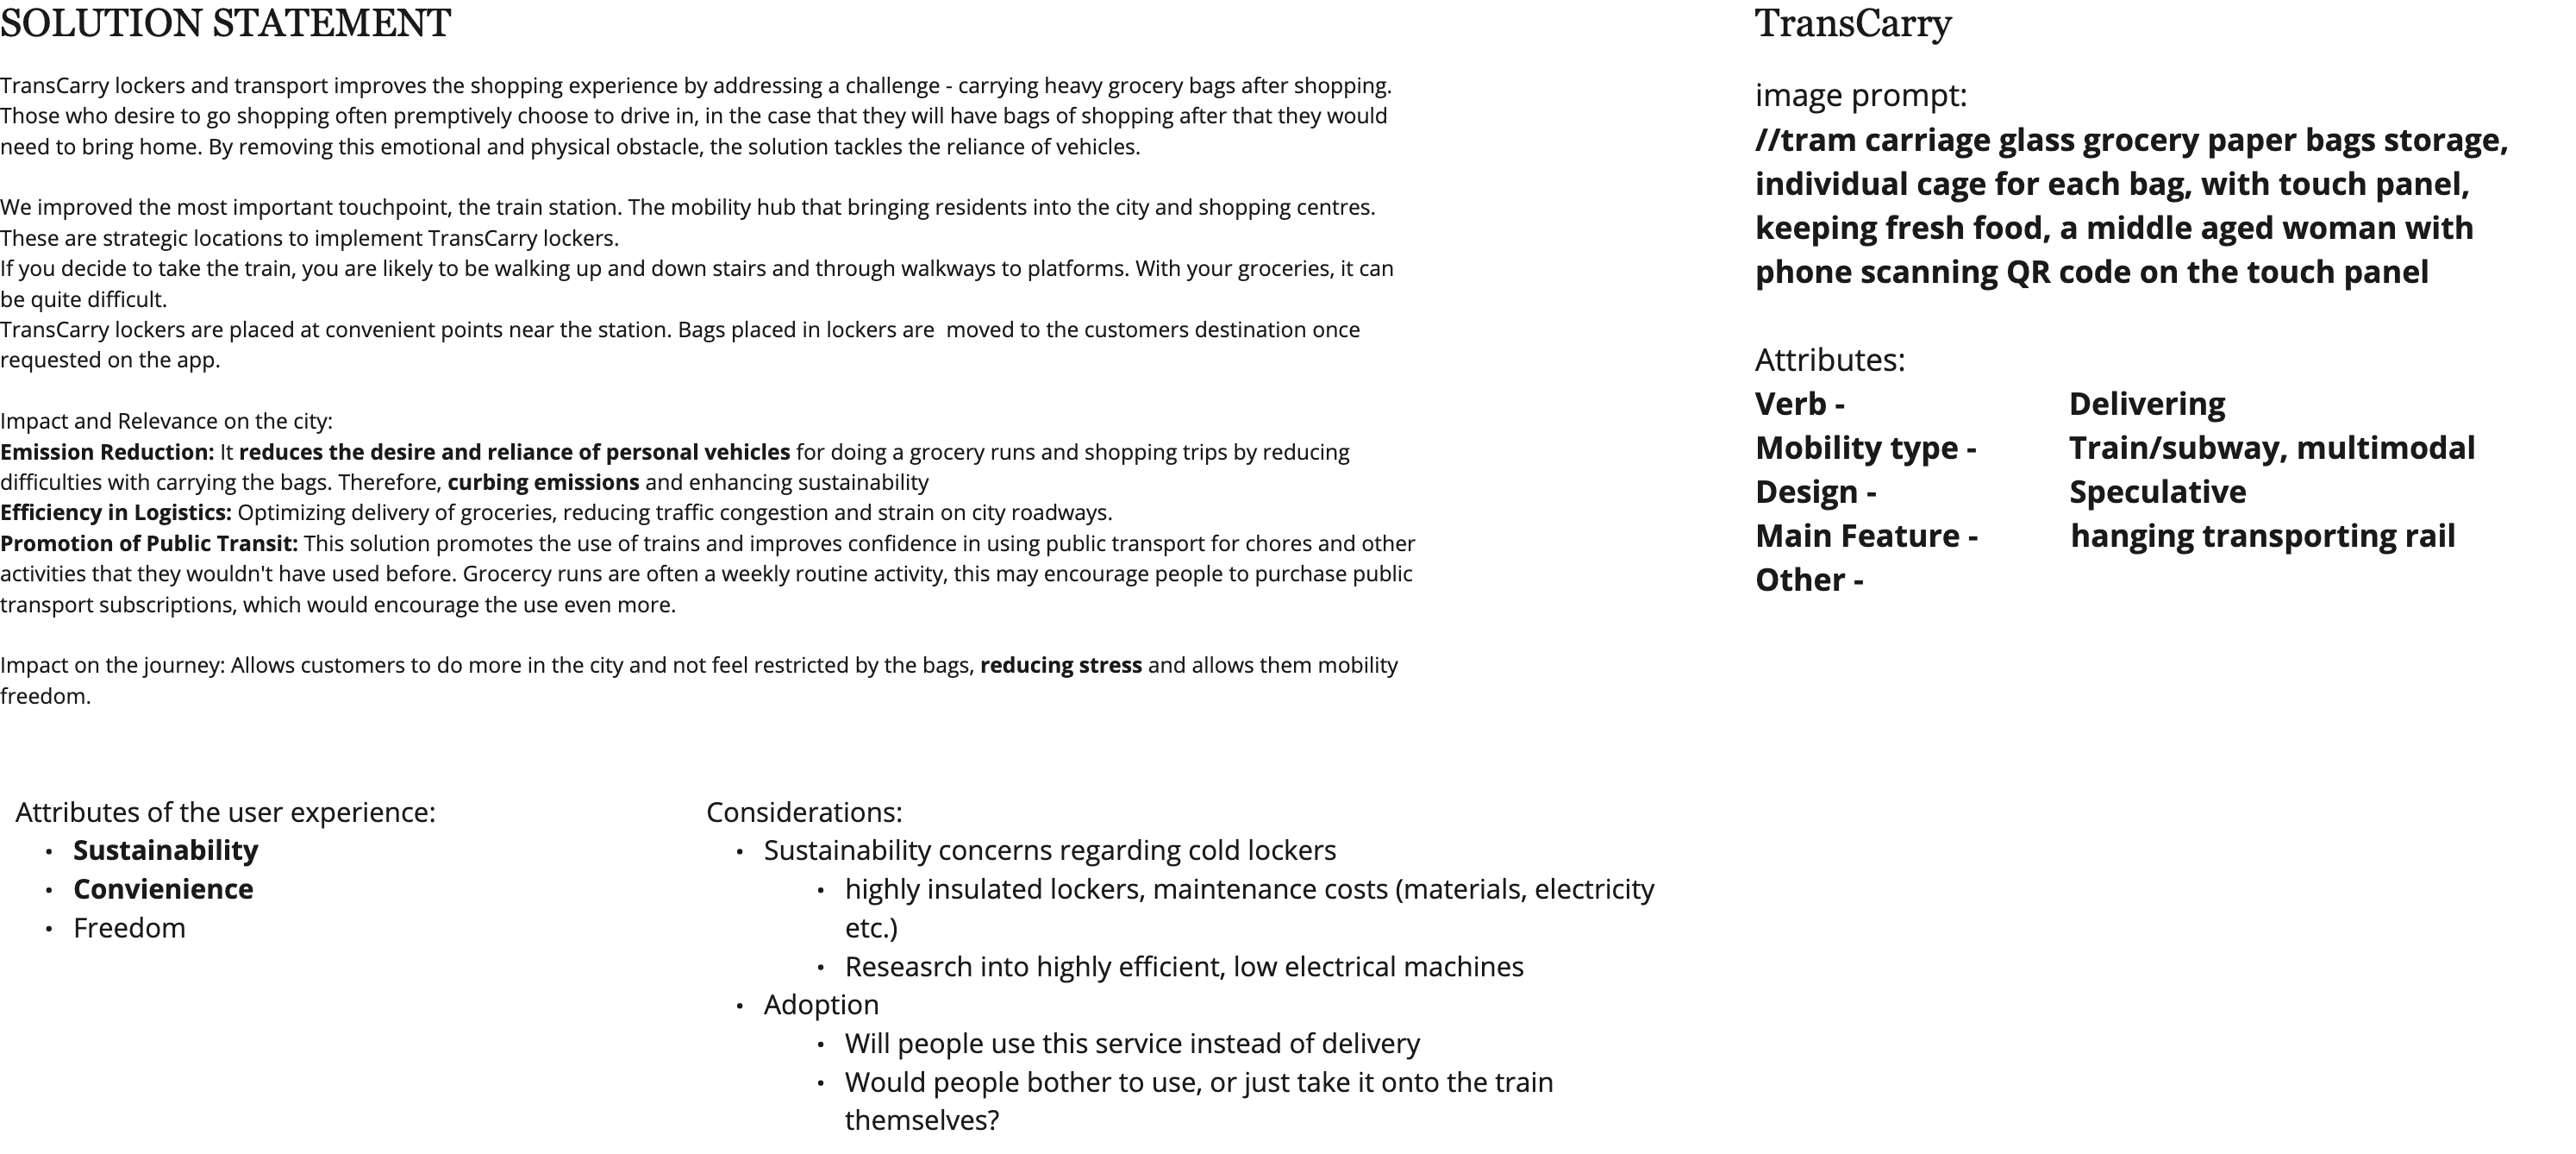 SOLUTION STATEMENT
TransCarry lockers and transport improves the shopping experience by addressing a challenge - carrying heavy grocery bags after shopping.
Those who desire to go shopping often premptively choose to drive in, in the case that they will have bags of shopping after that they would
need to bring home. By removing this emotional and physical obstacle, the solution tackles the reliance of vehicles.
We improved the most important touchpoint, the train station. The mobility hub that bringing residents into the city and shopping centres.
These are strategic locations to implement TransCarry lockers.
If you decide to take the train, you are likely to be walking up and down stairs and through walkways to platforms. With your groceries, it can
be quite difficult.
TransCarry lockers are placed at convenient points near the station. Bags placed in lockers are  moved to the customers destination once
requested on the app.
Impact and Relevance on the city:
Emission Reduction: It reduces the desire and reliance of personal vehicles for doing a grocery runs and shopping trips by reducing
difficulties with carrying the bags. Therefore, curbing emissions and enhancing sustainability
Efficiency in Logistics: Optimizing delivery of groceries, reducing traffic congestion and strain on city roadways.
Promotion of Public Transit: This solution promotes the use of trains and improves confidence in using public transport for chores and other
activities that they wouldn't have used before. Grocercy runs are often a weekly routine activity, this may encourage people to purchase public
transport subscriptions, which would encourage the use even more.
Impact on the journey: Allows customers to do more in the city and not feel restricted by the bags, reducing stress and allows them mobility
freedom.
Attributes of the user experience:
• Sustainability
• Convienience
• Freedom
Considerations:
• Sustainability concerns regarding cold lockers
• highly insulated lockers, maintenance costs (materials, electricity
etc.)
• Reseasrch into highly efficient, low electrical machines
• Adoption
• Will people use this service instead of delivery
• Would people bother to use, or just take it onto the train
themselves?
TransCarry
image prompt:
//tram carriage glass grocery paper bags storage,
individual cage for each bag, with touch panel,
keeping fresh food, a middle aged woman with
phone scanning QR code on the touch panel
Attributes:
Verb - Delivering
Mobility type - Train/subway, multimodal
Design - Speculative
Main Feature - hanging transporting rail
Other -